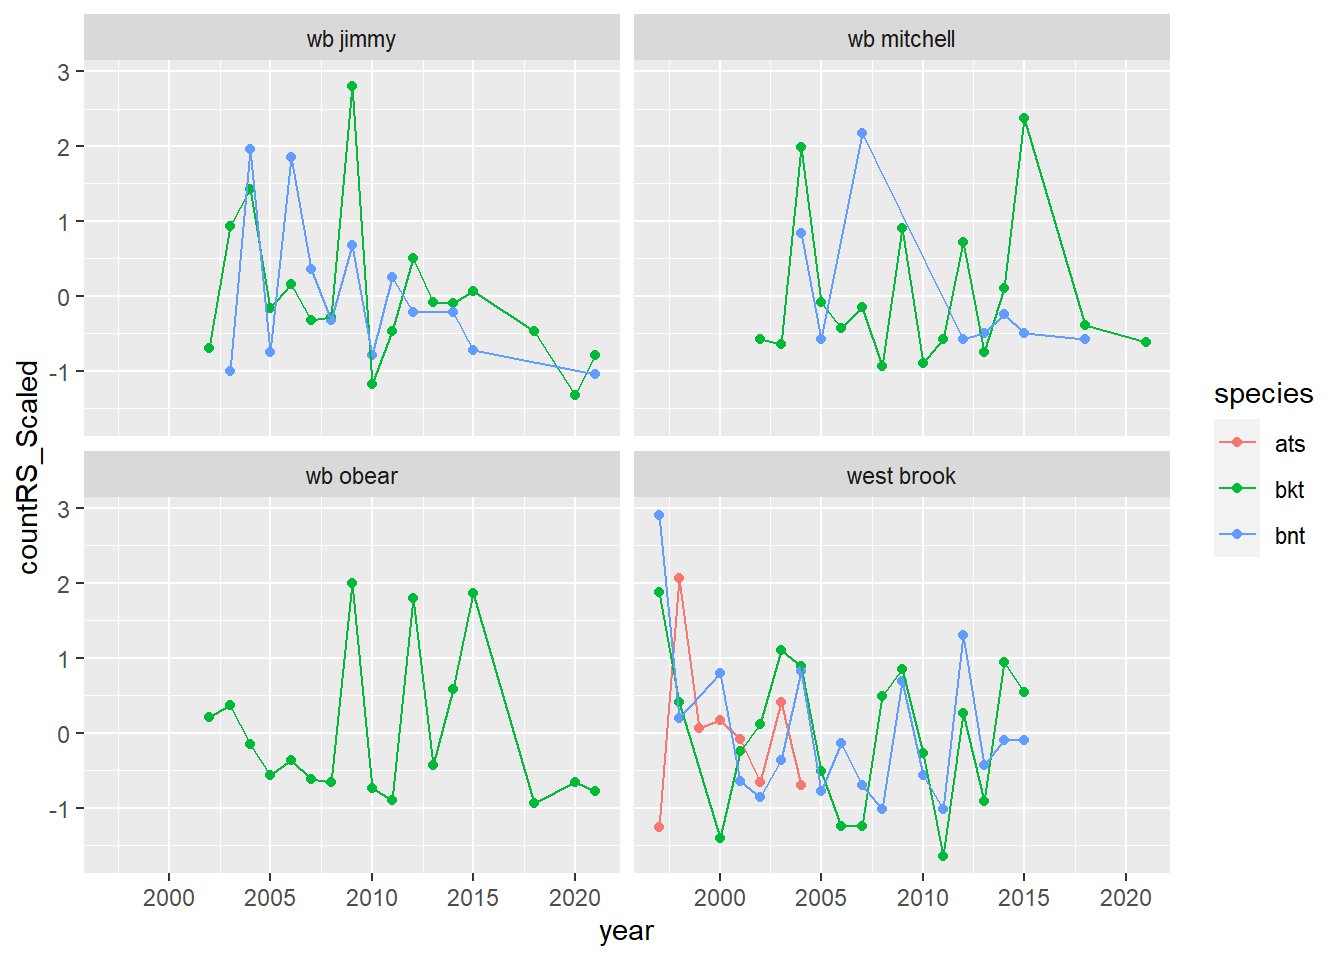 wb jimmy
wb mitchell
3
2
1
0
-1
wb obear
west brook
3
2
1
0
-1
2000 2005 2010 2015 2020
2000 2005 2010 2015 2020
year
countRS_Scaled
species
ats
bkt
bnt